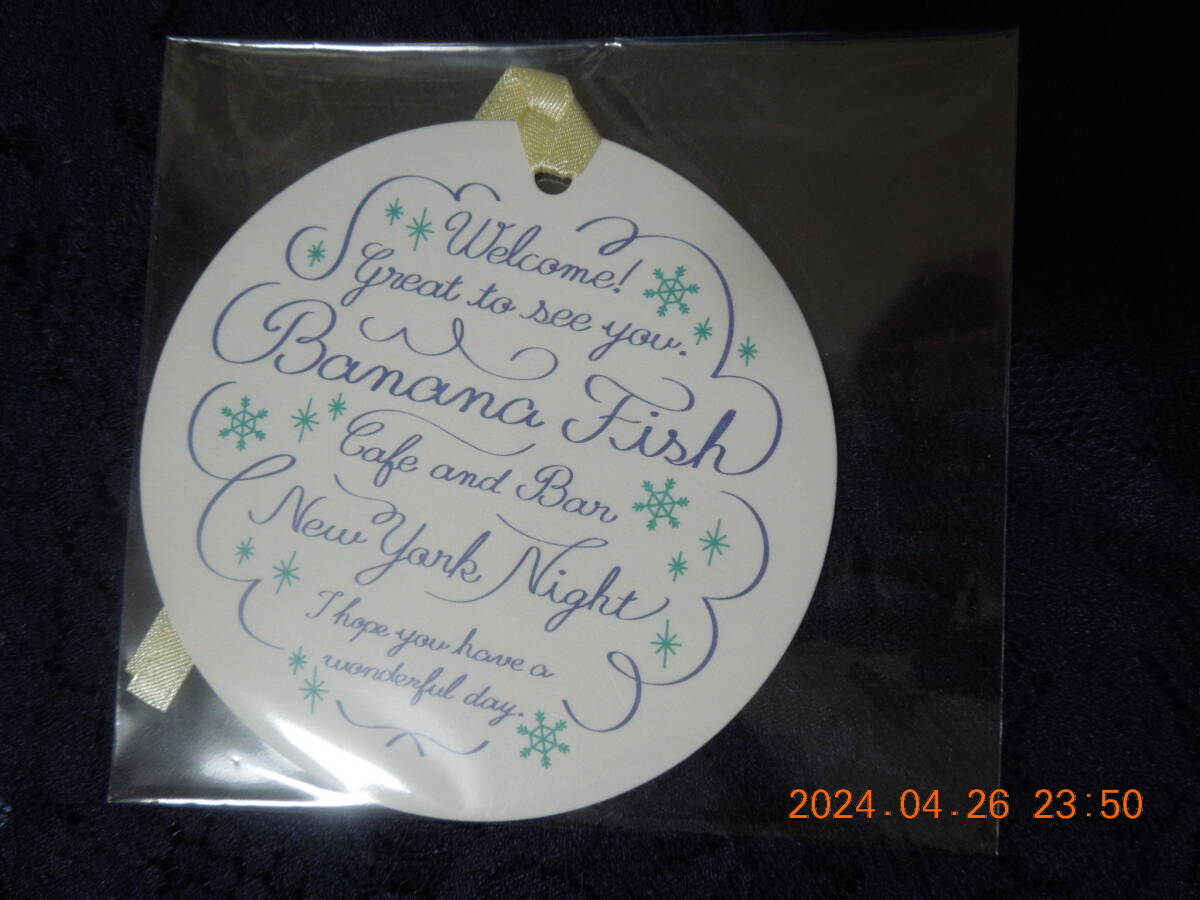 Welcome!
Great to see you.
Banana Fish
Cafe and Bar
New York Night
I hope you have a
wonderful day.
2024.04.26 23:50